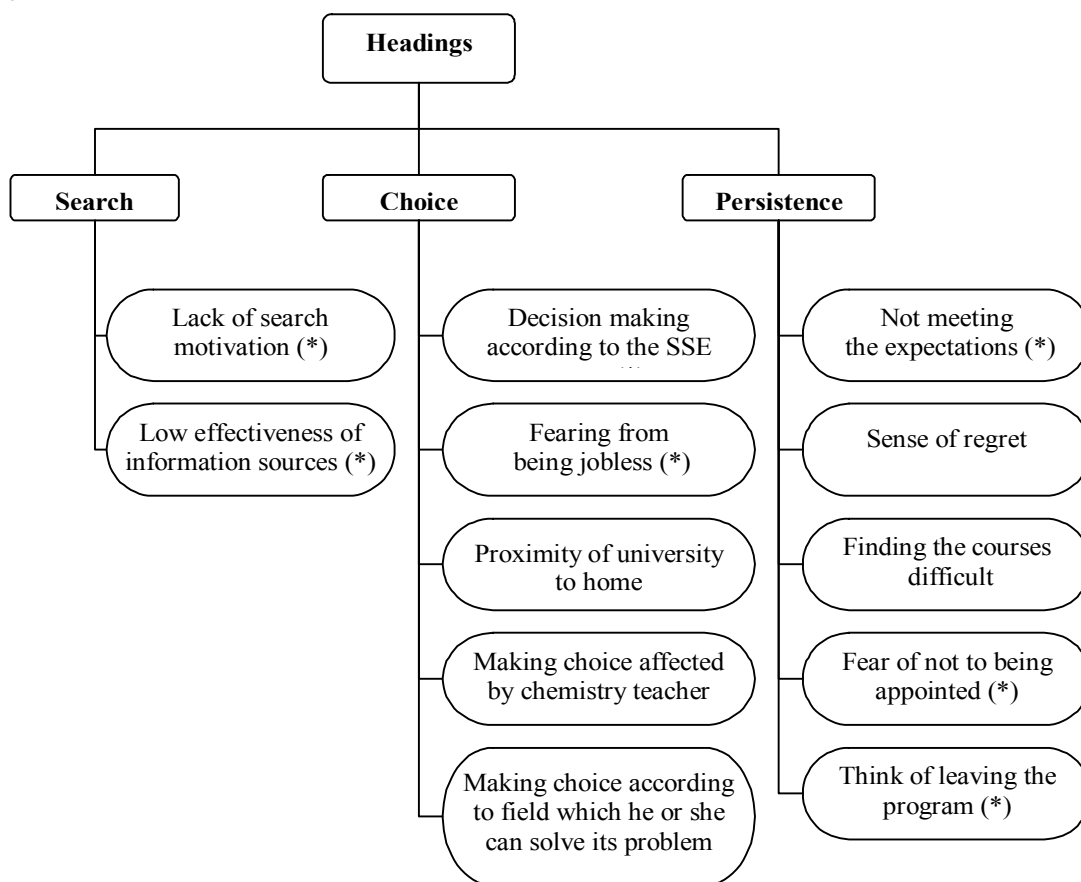 Headings
Search
Choice
Persistence
Lack of search
motivation (*)
Low effectiveness of
information sources (*)
Decision making
according to the SSE
Fearing from
being jobless (*)
Proximity of university
to home
Making choice affected
by chemistry teacher
Making choice according
to field which he or she
can solve its problem
Not meeting
the expectations (*)
Sense of regret
Finding the courses
difficult
Fear of not to being
appointed (*)
Think of leaving the
program (*)